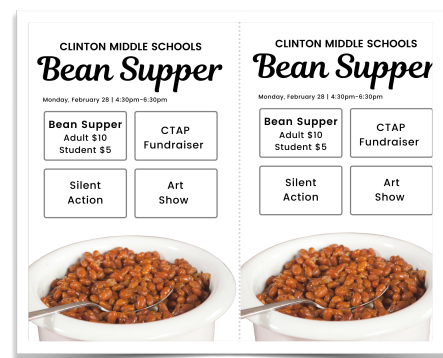 CLINTON MIDDLE SCHOOLS
Bean Supper
Monday, February 28 | 4:30pm-6:30pm
Bean Supper
Adult $10
Student $5
CTAP
Fundraiser
Silent
Action
Art
Show
CLINTON MIDDLE SCHOOLS
Bean Supper
Monday, February 28 | 4:30pm-6:30pm
Bean Supper
Adult $10
Student $5
CTAP
Fundraiser
Silent
Action
Art
Show